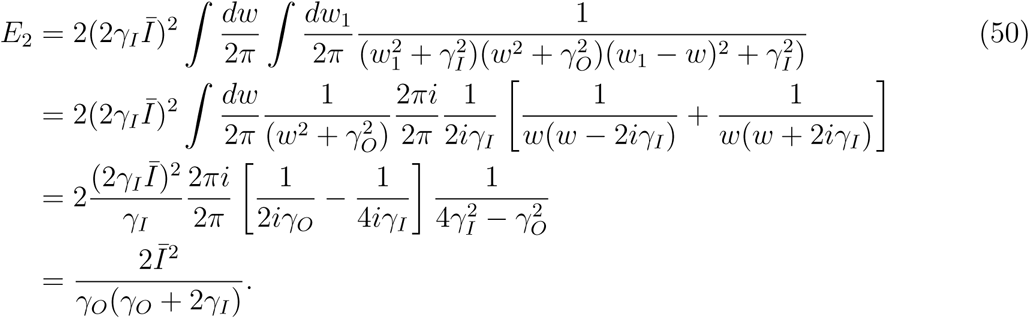 $E_2 = 2(2\gamma_I \bar{I})^2 \int \frac{dw}{2\pi} \int \frac{dw_1}{2\pi} \frac{1}{(w_1^2 + \gamma_I^2)(w^2 + \gamma_O^2)(w_1 - w)^2 + \gamma_I^2)}$ (50)
$= 2(2\gamma_I \bar{I})^2 \int \frac{dw}{2\pi} \frac{1}{(w^2 + \gamma_O^2)} \frac{2\pi i}{2\pi} \frac{1}{2i\gamma_I} \left[ \frac{1}{w(w - 2i\gamma_I)} + \frac{1}{w(w + 2i\gamma_I)} \right]$
$= 2\frac{(2\gamma_I \bar{I})^2}{\gamma_I} \frac{2\pi i}{2\pi} \left[ \frac{1}{2i\gamma_O} - \frac{1}{4i\gamma_I} \right] \frac{1}{4\gamma_I^2 - \gamma_O^2}$
$= \frac{2\bar{I}^2}{\gamma_O(\gamma_O + 2\gamma_I)}.$